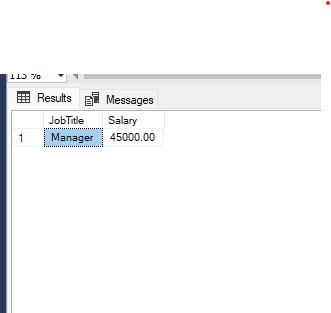 113 %
Results Messages
JobTitle Salary
1 Manager 45000.00